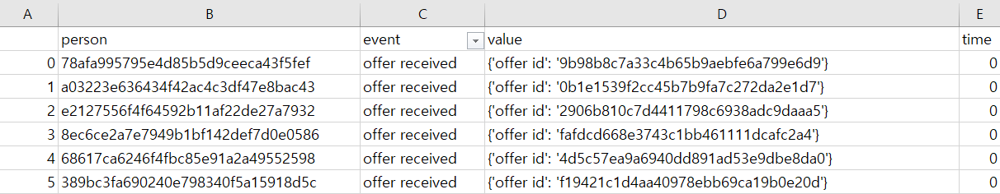 A B C D E
person event value time
0 78afa995795e4d85b5d9ceeca43f5fef offer received {'offer id': '9b98b8c7a33c4b65b9aebfe6a799e6d9'} 0
1 a03223e636434f42ac4c3df47e8bac43 offer received {'offer id': '0b1e1539f2cc45b7b9fa7c272da2e1d7'} 0
2 e2127556f4f64592b11af22de27a7932 offer received {'offer id': '2906b810c7d4411798c6938adc9daaa5'} 0
3 8ec6ce2a7e7949b1bf142def7d0e0586 offer received {'offer id': 'fafdcd668e3743c1bb461111dcafc2a4'} 0
4 68617ca6246f4fbc85e91a2a49552598 offer received {'offer id': '4d5c57ea9a6940dd891ad53e9dbe8da0'} 0
5 389bc3fa690240e798340f5a15918d5c offer received {'offer id': 'f19421c1d4aa40978ebb69ca19b0e20d'} 0